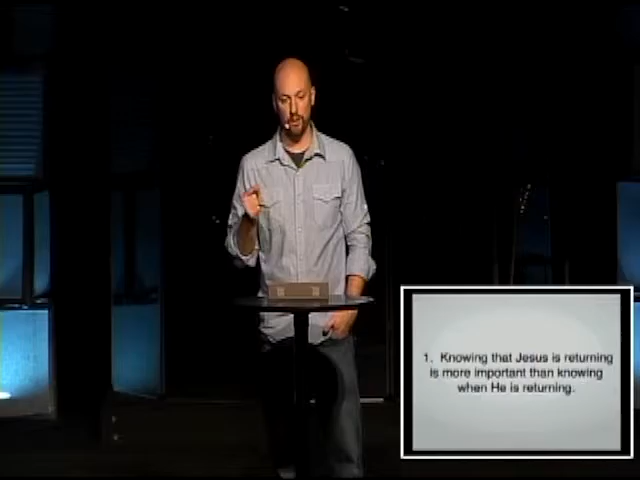 1. Knowing that Jesus is returning
is more important than knowing
when He is returning.